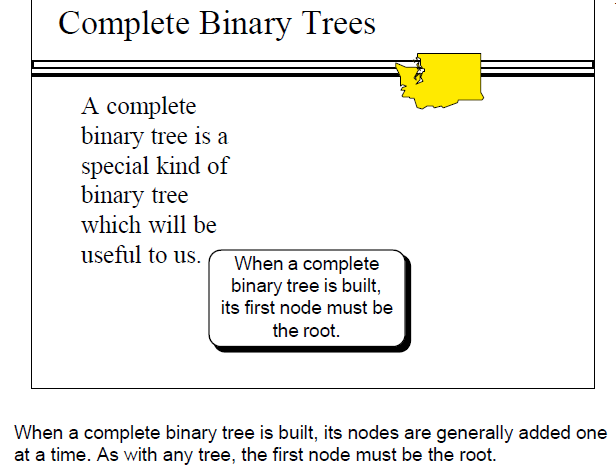 Complete Binary Trees
A complete
binary tree is a
special kind of
binary tree
which will be
useful to us.
When a complete
binary tree is built,
its first node must be
the root.
When a complete binary tree is built, its nodes are generally added one
at a time. As with any tree, the first node must be the root.